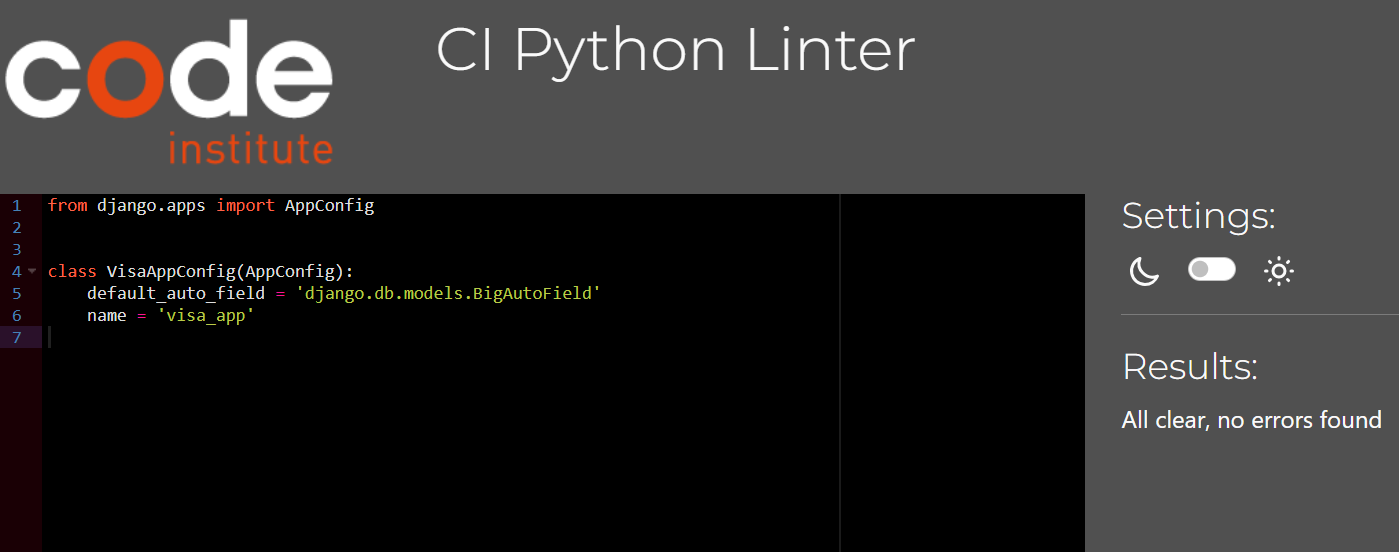 code
institute
CI Python Linter
1 from django.apps import AppConfig
2
3
4 class VisaAppConfig(AppConfig):
5     default_auto_field = 'django.db.models.BigAutoField'
6     name = 'visa_app'
7
Settings:
Results:
All clear, no errors found